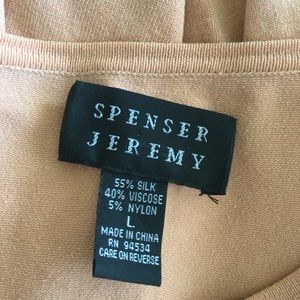 SPENSER
JEREMY
55% SILK
40% VISCOSE
5% NYLON
L
MADE IN CHINA
RN 94534
CARE ON REVERSE